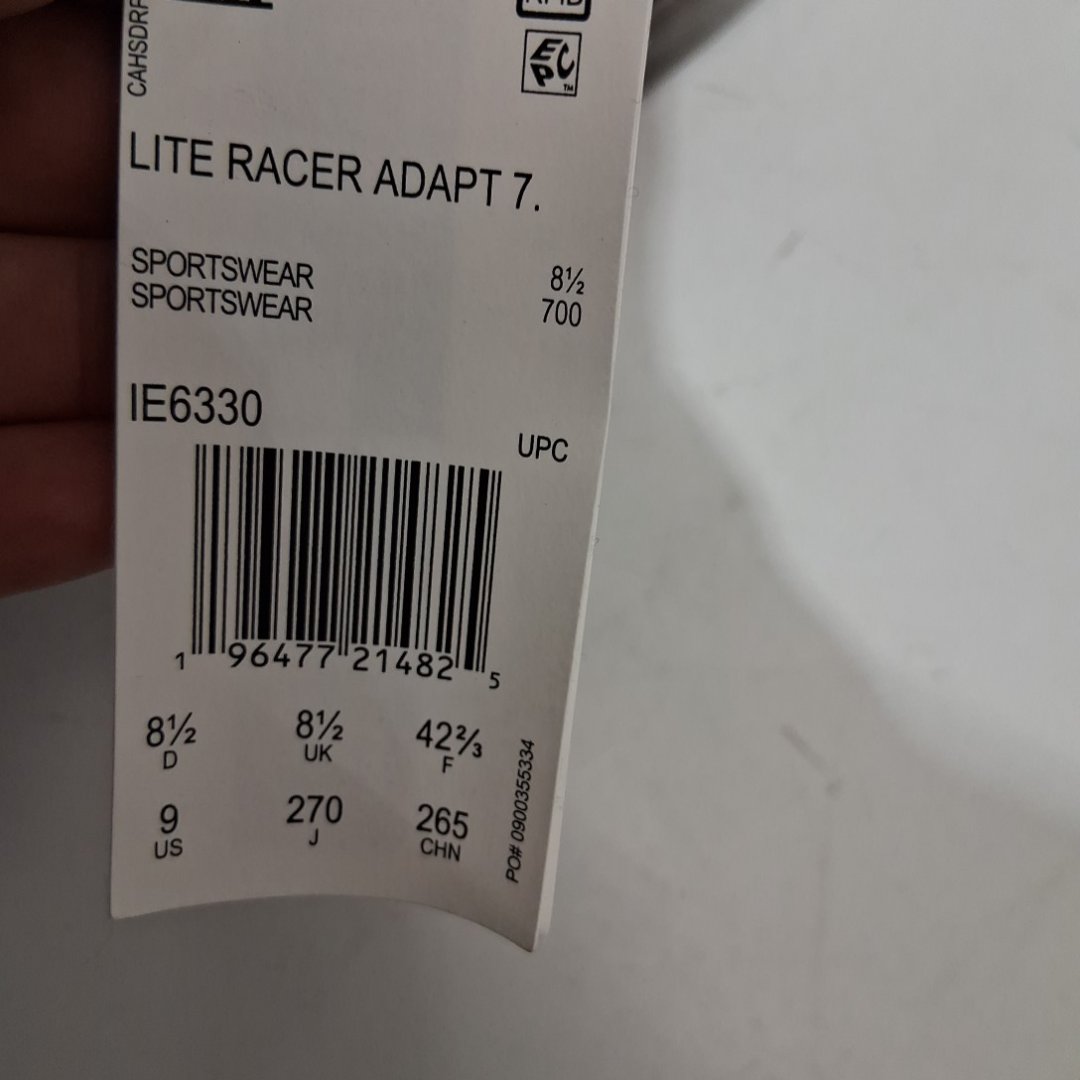 CAHSDRF
EPC™
LITE RACER ADAPT 7.
SPORTSWEAR 8½
SPORTSWEAR 700
IE6330
UPC
1 96477 21482 5
8½ 8½ 42⅔
D UK F
9 270 265
US J CHN
PO# 0900355334